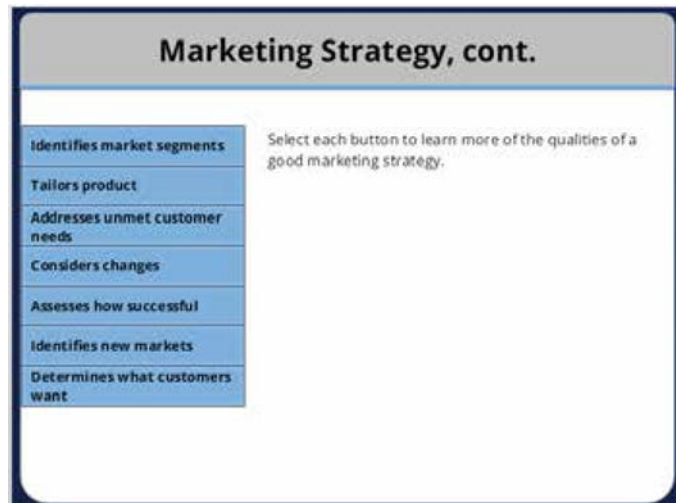 Marketing Strategy, cont.
Identifies market segments
Tailors product
Addresses unmet customer
needs
Considers changes
Assesses how successful
Identifies new markets
Determines what customers
want
Select each button to learn more of the qualities of a
good marketing strategy.